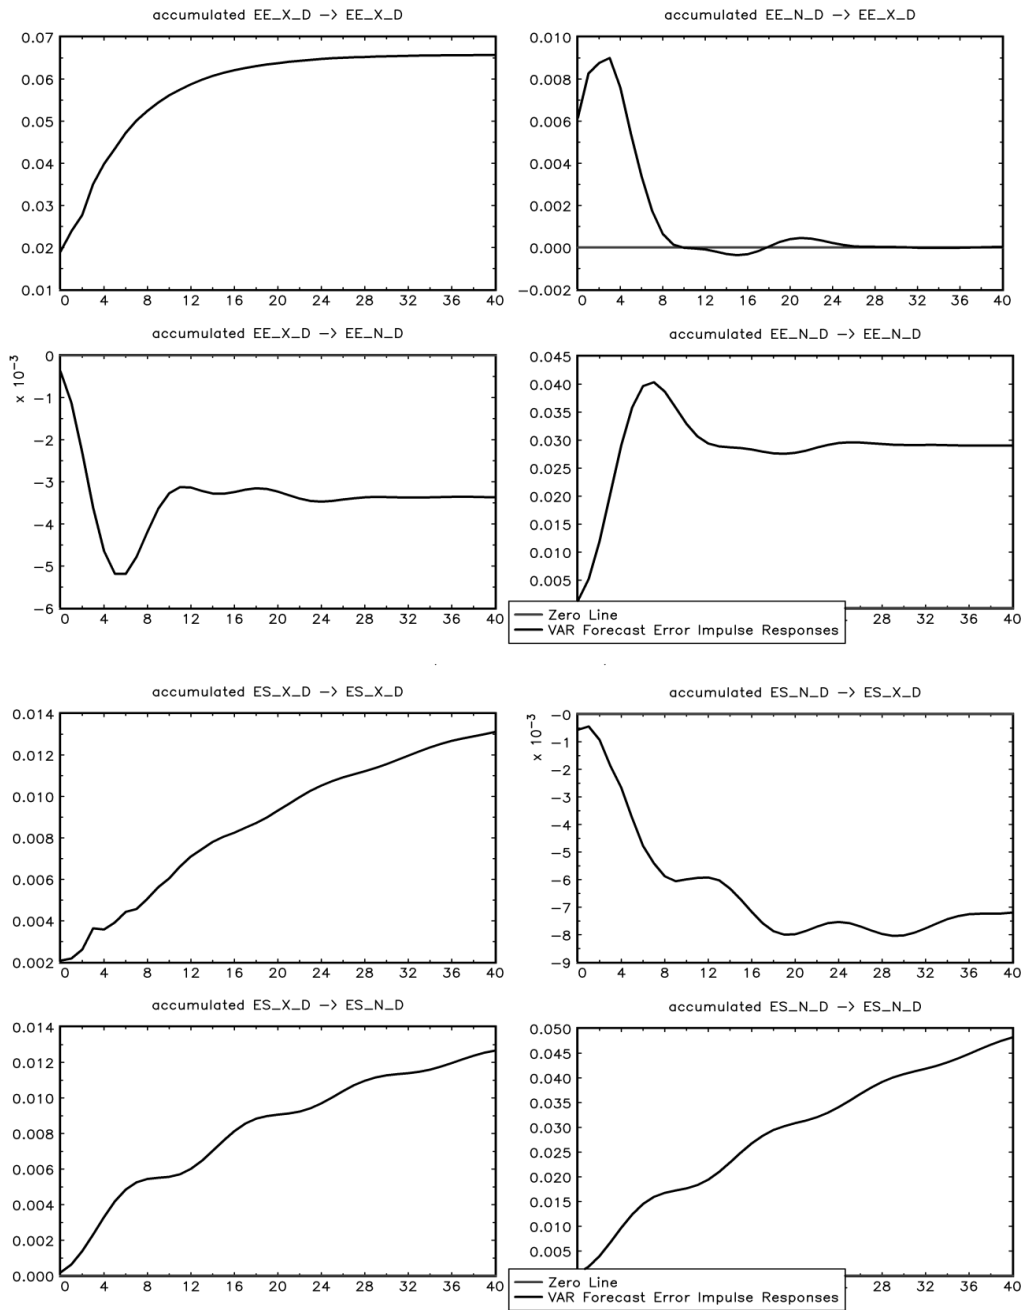 accumulated EE_X_D –> EE_X_D
0.07
0.06
0.05
0.04
0.03
0.02
0.01
0 4 8 12 16 20 24 28 32 36 40
accumulated EE_N_D –> EE_X_D
0.010
0.008
0.006
0.004
0.002
0.000
−0.002
0 4 8 12 16 20 24 28 32 36 40
accumulated EE_X_D –> EE_N_D
x 10⁻³
0
−1
−2
−3
−4
−5
−6
0 4 8 12 16 20 24 28 32 36 40
accumulated EE_N_D –> EE_N_D
0.045
0.040
0.035
0.030
0.025
0.020
0.015
0.010
0.005
28 32 36 40
Zero Line
VAR Forecast Error Impulse Responses
accumulated ES_X_D –> ES_X_D
0.014
0.012
0.010
0.008
0.006
0.004
0.002
0 4 8 12 16 20 24 28 32 36 40
accumulated ES_N_D –> ES_X_D
x 10⁻³
−0
−1
−2
−3
−4
−5
−6
−7
−8
−9
0 4 8 12 16 20 24 28 32 36 40
accumulated ES_X_D –> ES_N_D
0.014
0.012
0.010
0.008
0.006
0.004
0.002
0.000
0 4 8 12 16 20 24 28 32 36 40
accumulated ES_N_D –> ES_N_D
0.050
0.045
0.040
0.035
0.030
0.025
0.020
0.015
0.010
0.005
28 32 36 40
Zero Line
VAR Forecast Error Impulse Responses